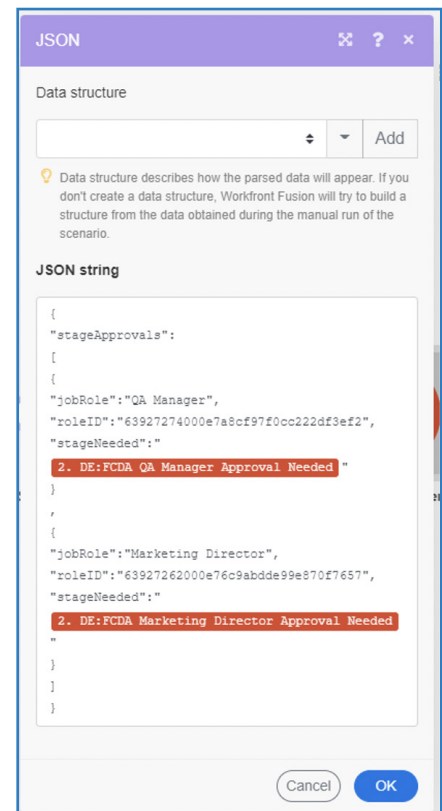 JSON
?
×
Data structure
Add
Data structure describes how the parsed data will appear. If you
don't create a data structure, Workfront Fusion will try to build a
structure from the data obtained during the manual run of the
scenario.
JSON string
{
"stageApprovals":
[
{
"jobRole":"QA Manager",
"roleID":"63927274000e7a8cf97f0cc222df3ef2",
"stageNeeded":"
2. DE:FCDA QA Manager Approval Needed "
}
,
{
"jobRole":"Marketing Director",
"roleID":"63927262000e76c9abdde99e870f7657",
"stageNeeded":"
2. DE:FCDA Marketing Director Approval Needed
"
}
]
}
Cancel
OK